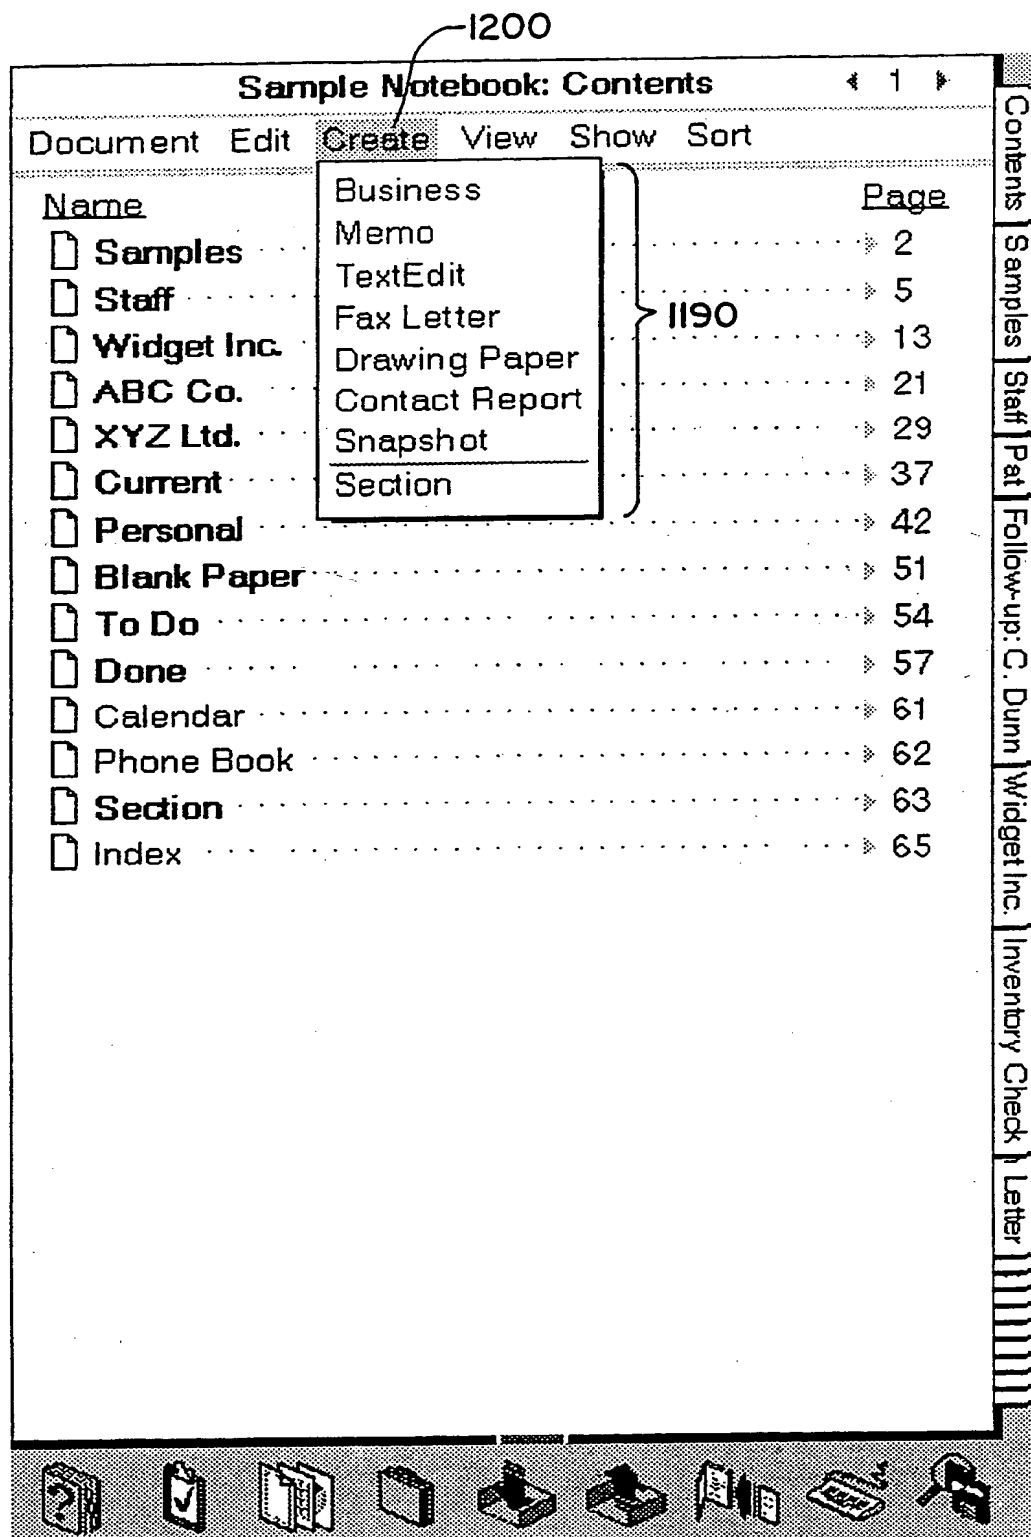 1200
Sample Notebook: Contents 1
Document Edit Create View Show Sort
Name Page
Business
Memo
TextEdit
Fax Letter
Drawing Paper
Contact Report
Snapshot
Section
1190
Samples 2
Staff 5
Widget Inc. 13
ABC Co. 21
XYZ Ltd. 29
Current 37
Personal 42
Blank Paper 51
To Do 54
Done 57
Calendar 61
Phone Book 62
Section 63
Index 65
Contents
Samples
Staff
Pat
Follow-up: C. Dunn
Widget Inc.
Inventory Check
Letter